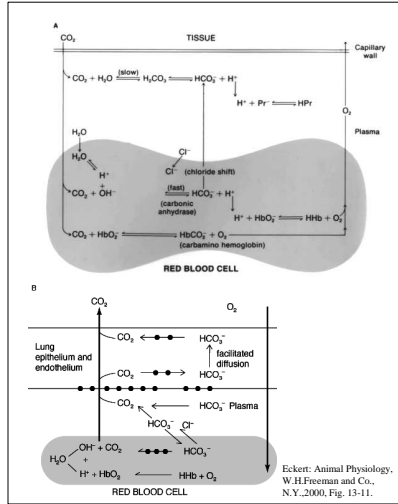 A
TISSUE
CO₂
Capillary
wall
(slow)
CO₂ + H₂O ⇌ H₂CO₃ ⇌ HCO₃⁻ + H⁺
H⁺ + Pr⁻ ⇌ HPr
O₂
H₂O
Plasma
H₂O
Cl⁻
H⁺
Cl⁻ (chloride shift)
+
CO₂ + OH⁻ (fast) HCO₃⁻ + H⁺
(carbonic
anhydrase)
H⁺ + HbO₂⁻ ⇌ HHb + O₂
CO₂ + HbO₂⁻ ⇌ HbCO₃⁻ + O₂
(carbamino hemoglobin)
RED BLOOD CELL
B
CO₂
O₂
Lung
epithelium and
endothelium
CO₂ HCO₃⁻
facilitated
diffusion
CO₂ HCO₃⁻
CO₂ HCO₃⁻ Plasma
HCO₃⁻ Cl⁻
OH⁻ + CO₂ HCO₃⁻
H₂O +
H⁺ + HbO₂ ← HHb + O₂
RED BLOOD CELL
Eckert: Animal Physiology,
W.H.Freeman and Co.,
N.Y.,2000, Fig. 13-11.